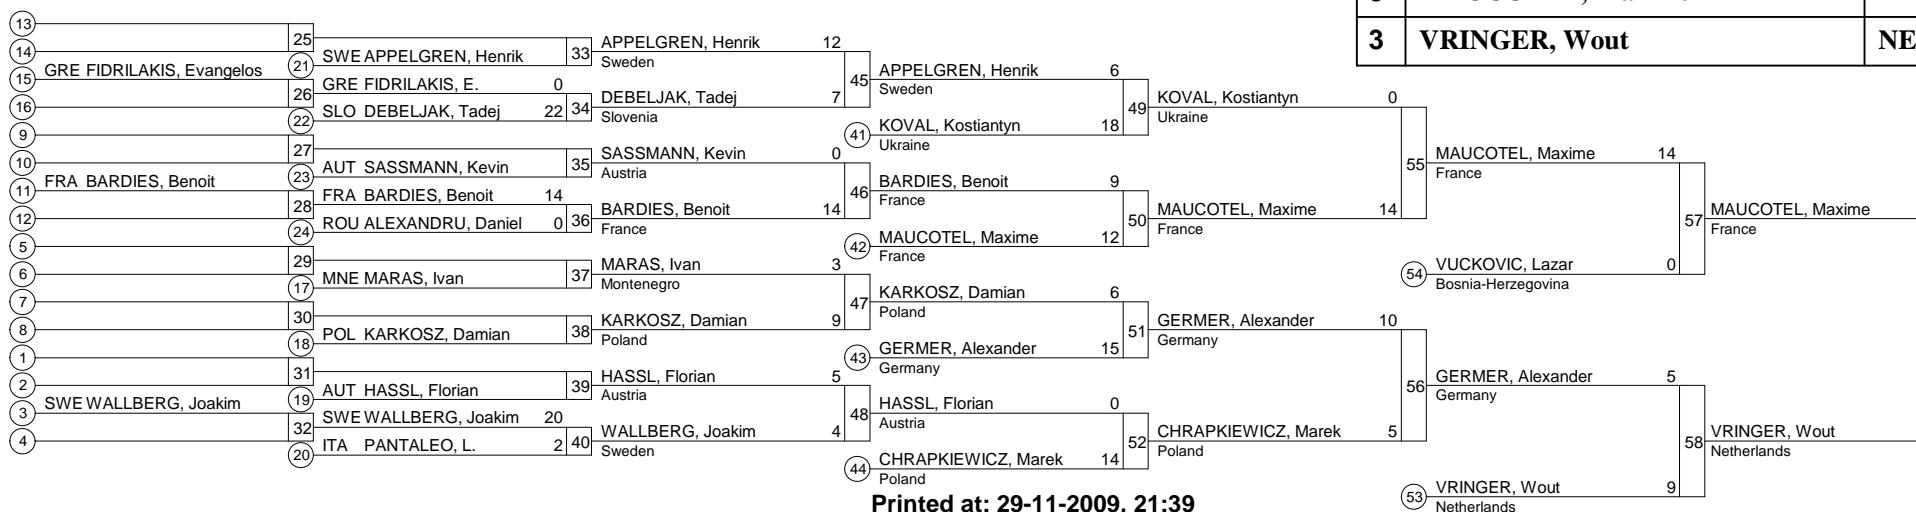 3 VRINGER, Wout NE
13
14
15 GRE FIDRILAKIS, Evangelos
16
9
10
11 FRA BARDIES, Benoit
12
5
6
7
8
1
2
3 SWE WALLBERG, Joakim
4
25
21 SWE APPELGREN, Henrik
26 GRE FIDRILAKIS, E. 0
22 SLO DEBELJAK, Tadej 22
27
23 AUT SASSMANN, Kevin
28 FRA BARDIES, Benoit 14
24 ROU ALEXANDRU, Daniel 0
29
17 MNE MARAS, Ivan
30
18 POL KARKOSZ, Damian
31
19 AUT HASSL, Florian
32 SWE WALLBERG, Joakim 20
20 ITA PANTALEO, L. 2
33 APPELGREN, Henrik 12
Sweden
34 DEBELJAK, Tadej 7
Slovenia
35 SASSMANN, Kevin 0
Austria
36 BARDIES, Benoit 14
France
37 MARAS, Ivan 3
Montenegro
38 KARKOSZ, Damian 9
Poland
39 HASSL, Florian 5
Austria
40 WALLBERG, Joakim 4
Sweden
45 APPELGREN, Henrik 6
Sweden
41 KOVAL, Kostiantyn 18
Ukraine
46 BARDIES, Benoit 9
France
42 MAUCOTEL, Maxime 12
France
47 KARKOSZ, Damian 6
Poland
43 GERMER, Alexander 15
Germany
48 HASSL, Florian 0
Austria
44 CHRAPKIEWICZ, Marek 14
Poland
49 KOVAL, Kostiantyn 0
Ukraine
50 MAUCOTEL, Maxime 14
France
51 GERMER, Alexander 10
Germany
52 CHRAPKIEWICZ, Marek 5
Poland
55 MAUCOTEL, Maxime 14
France
54 VUCKOVIC, Lazar 0
Bosnia-Herzegovina
56 GERMER, Alexander 5
Germany
53 VRINGER, Wout 9
Netherlands
57 MAUCOTEL, Maxime
France
58 VRINGER, Wout
Netherlands
Printed at: 29-11-2009, 21:39